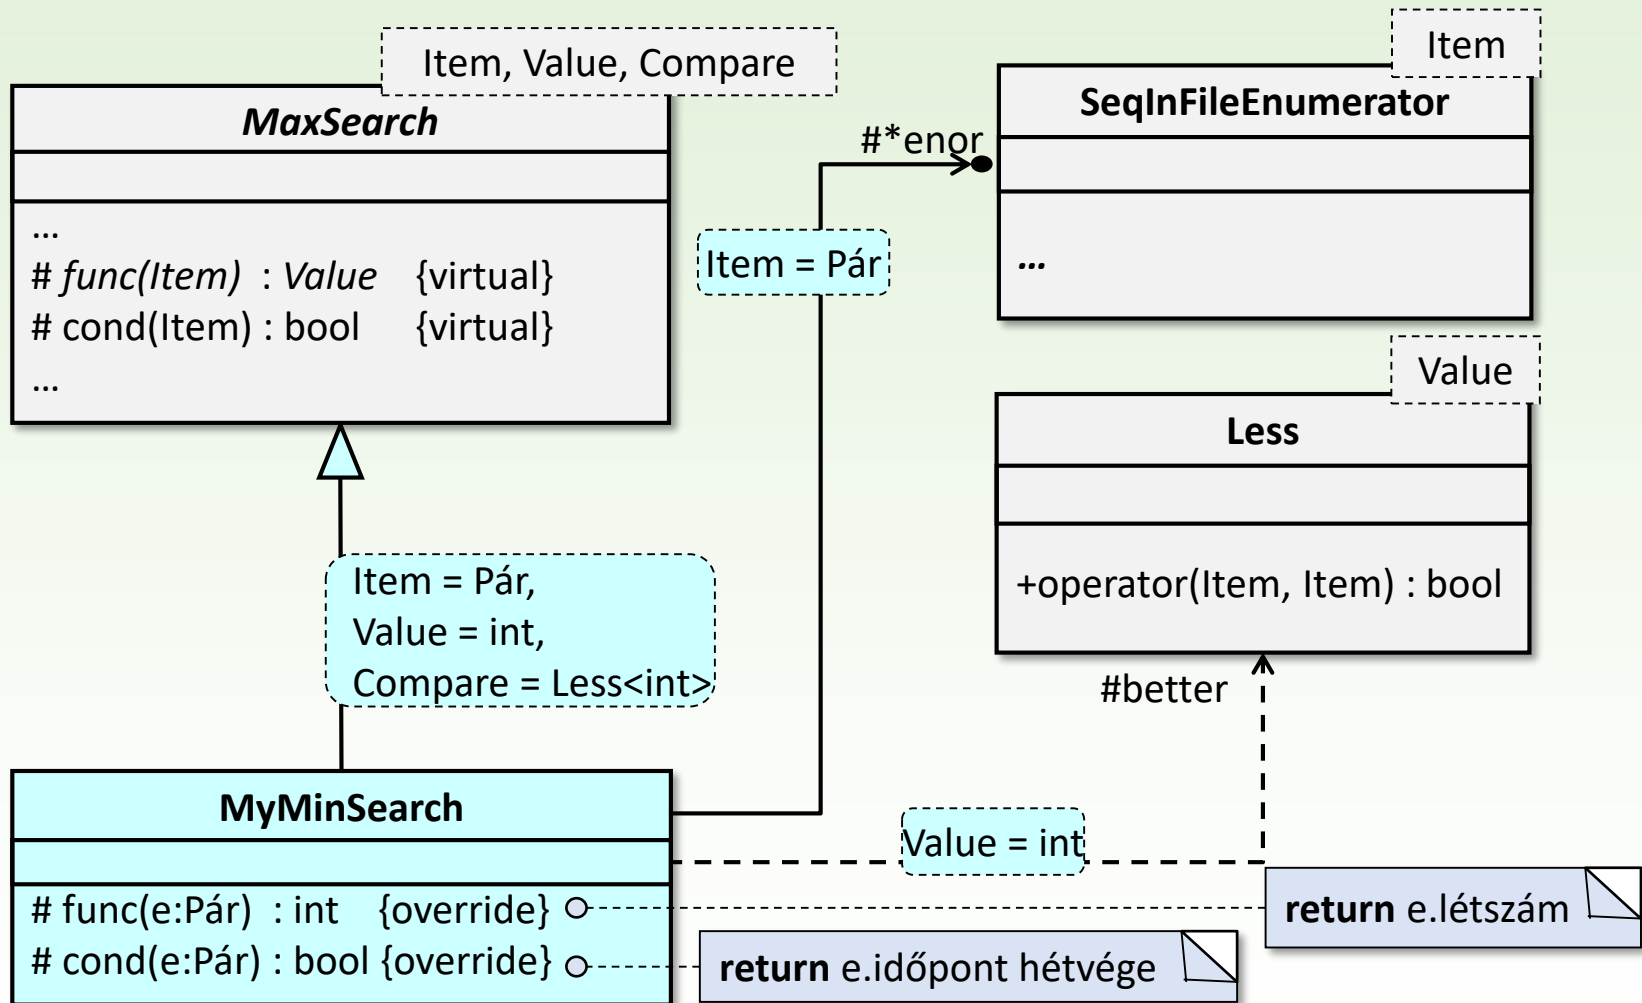 Item, Value, Compare
MaxSearch
...
# func(Item) : Value {virtual}
# cond(Item) : bool {virtual}
...
Item
SeqInFileEnumerator
...
#*enor
Item = Pár
Value
Less
+operator(Item, Item) : bool
#better
Item = Pár,
Value = int,
Compare = Less<int>
Value = int
MyMinSearch
# func(e:Pár) : int {override}
# cond(e:Pár) : bool {override}
return e.létszám
return e.időpont hétvége